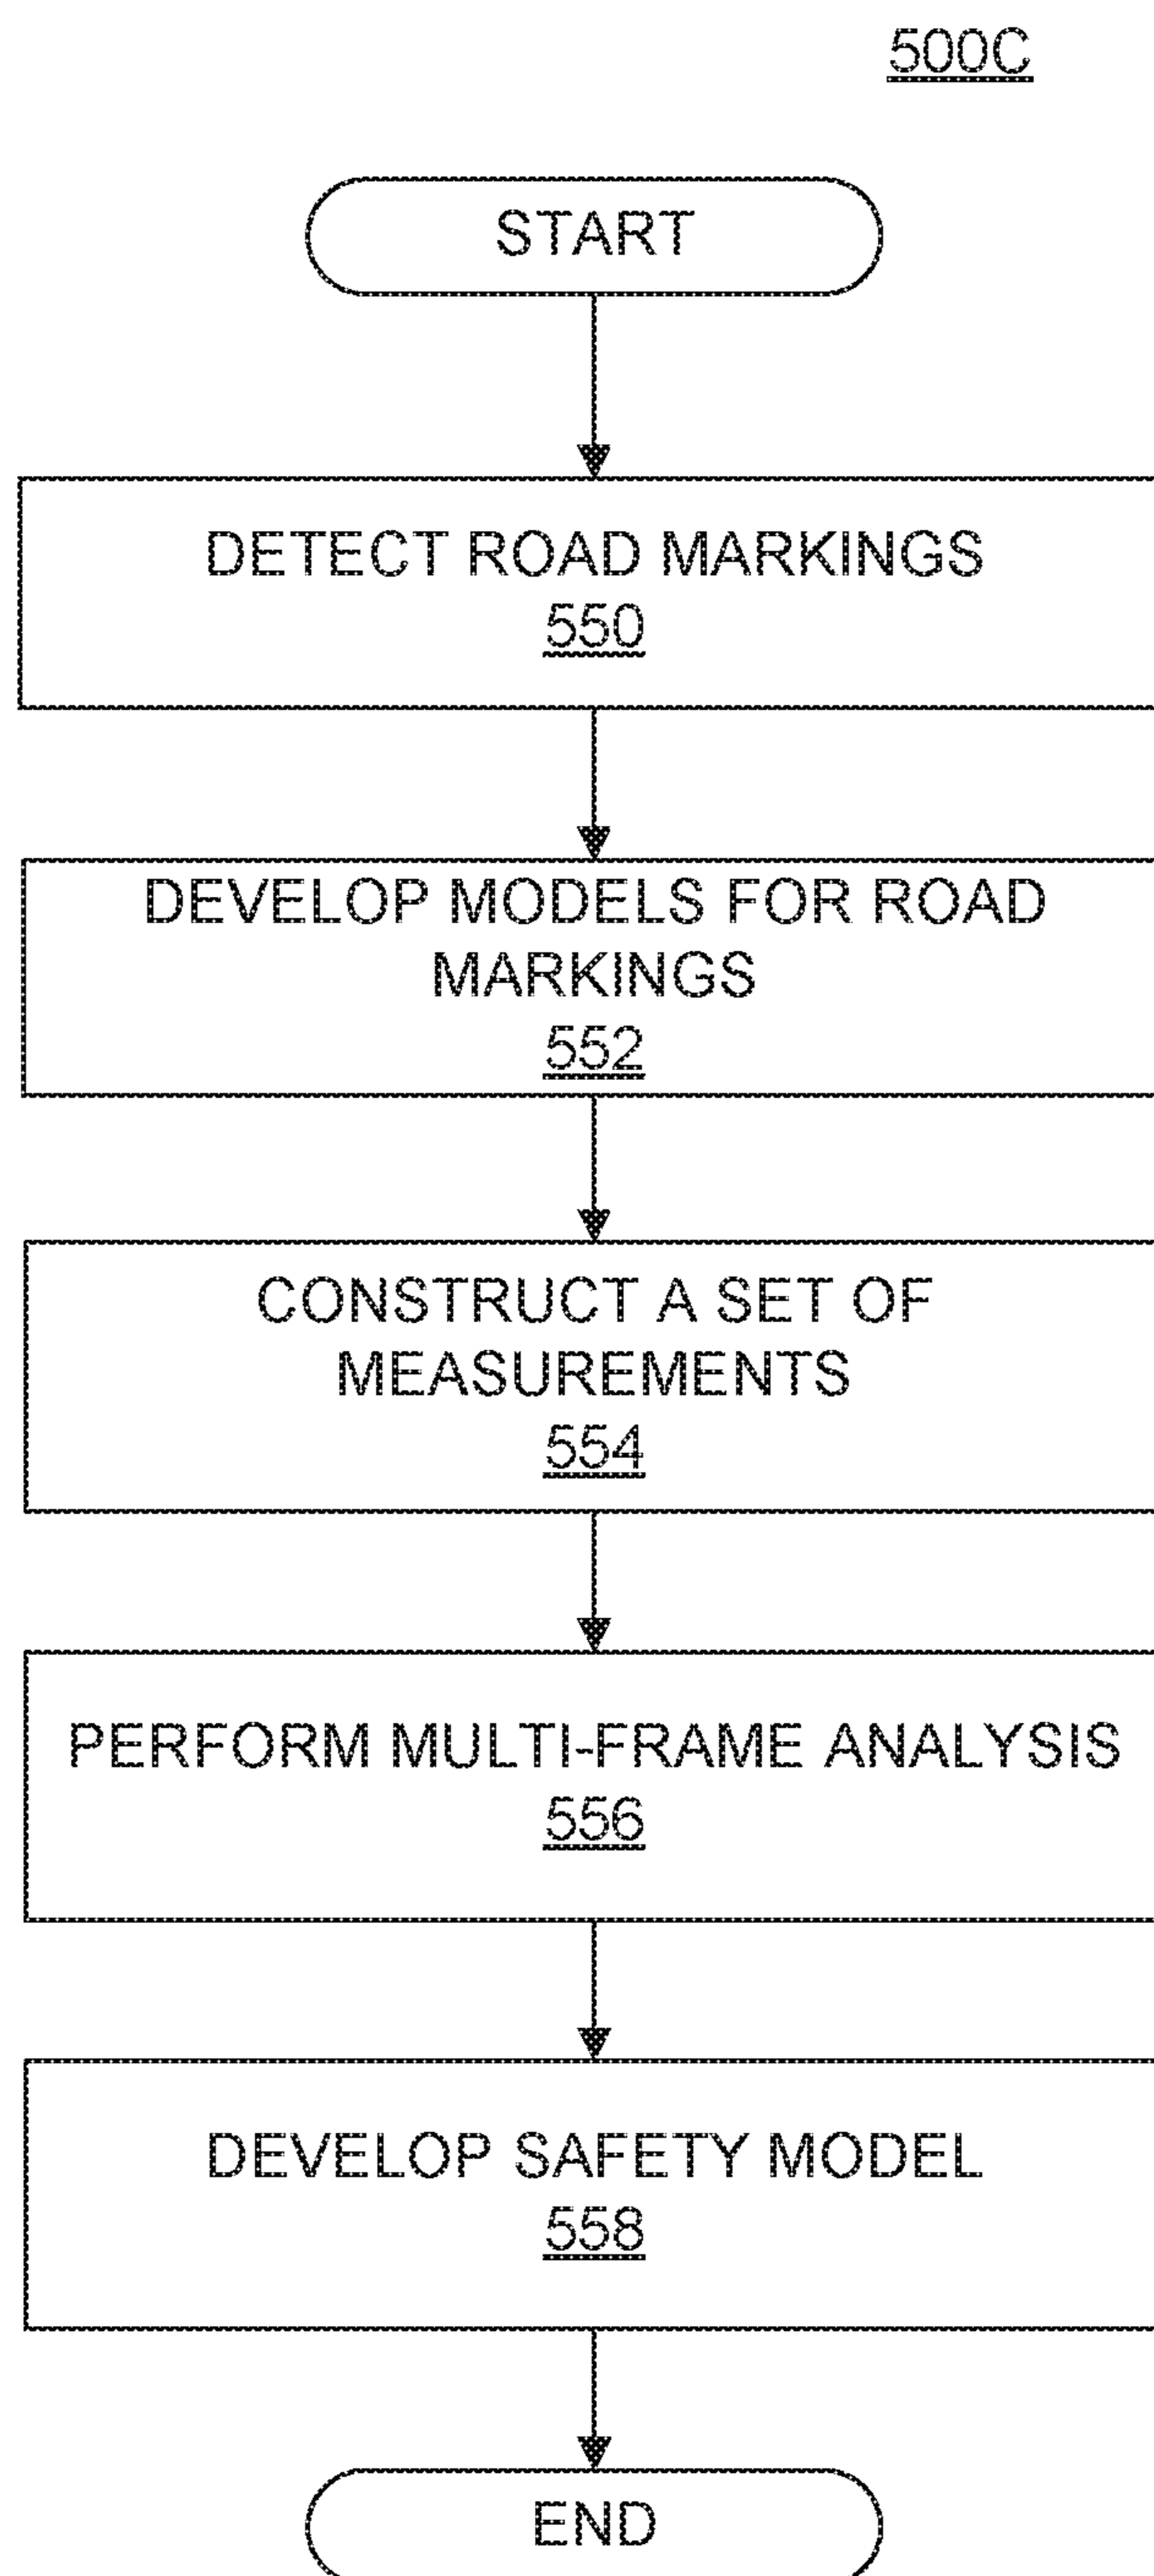 500C
START
DETECT ROAD MARKINGS
550
DEVELOP MODELS FOR ROAD
MARKINGS
552
CONSTRUCT A SET OF
MEASUREMENTS
554
PERFORM MULTI-FRAME ANALYSIS
556
DEVELOP SAFETY MODEL
558
END